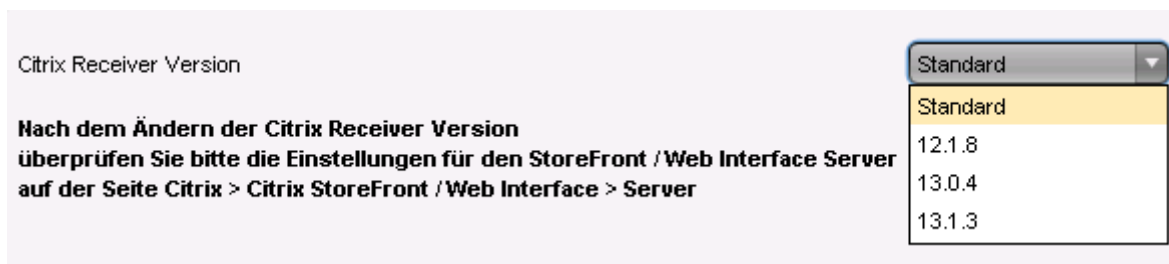 Citrix Receiver Version
Standard
Standard
12.1.8
13.0.4
13.1.3
Nach dem Ändern der Citrix Receiver Version
überprüfen Sie bitte die Einstellungen für den StoreFront / Web Interface Server
auf der Seite Citrix > Citrix StoreFront / Web Interface > Server